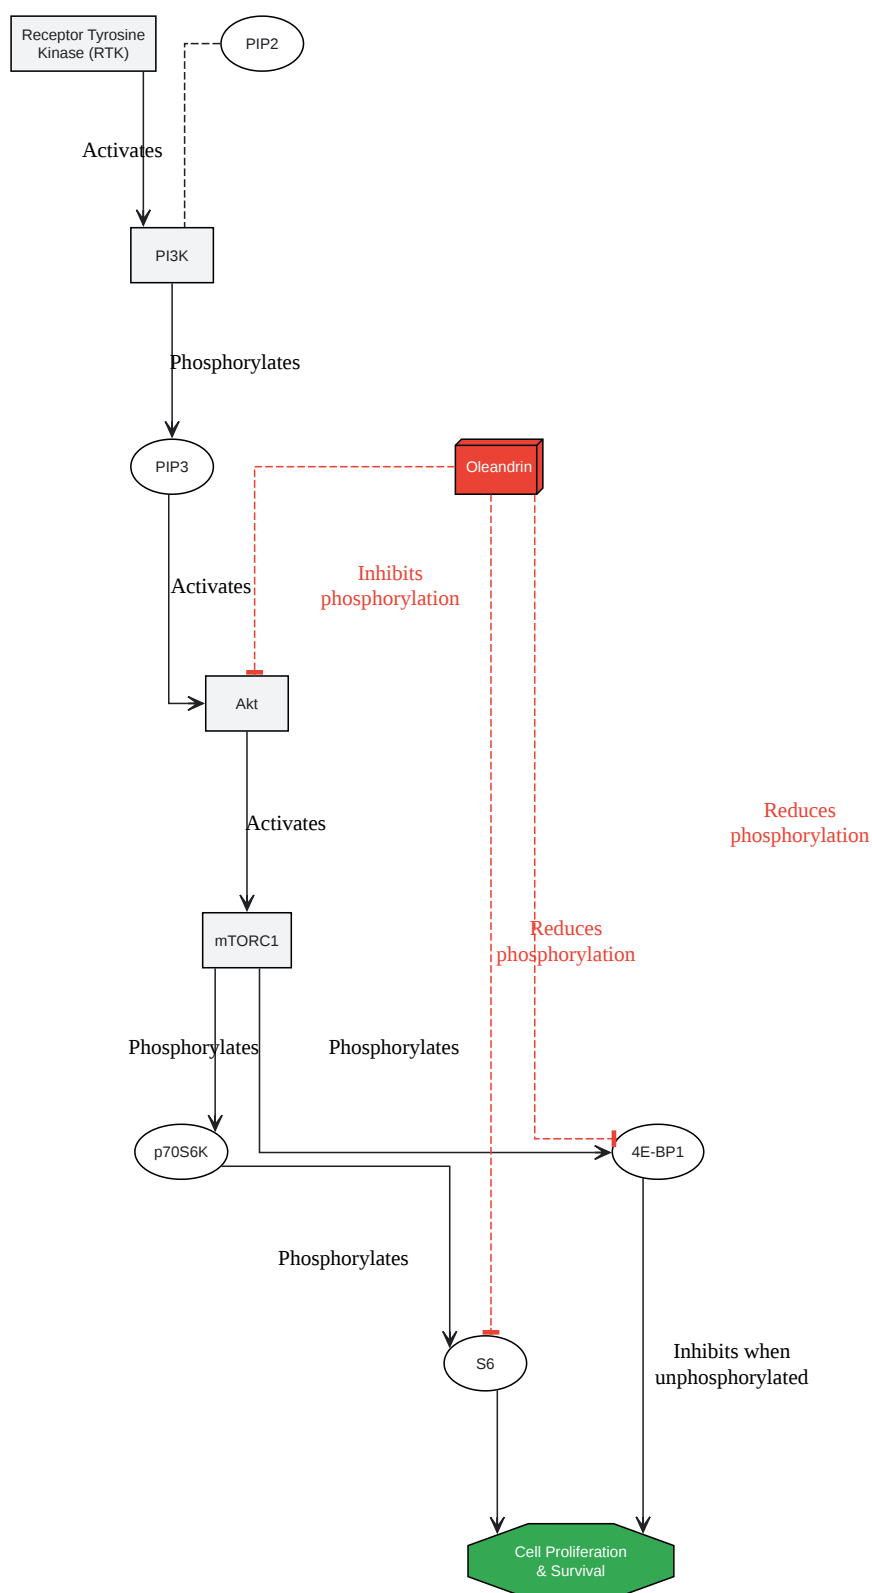 Receptor Tyrosine
Kinase (RTK)
PIP2
Activates
PI3K
Phosphorylates
PIP3
Oleandrin
Activates
Inhibits
phosphorylation
Akt
Activates
Reduces
phosphorylation
mTORC1
Reduces
phosphorylation
Phosphorylates
Phosphorylates
p70S6K
4E-BP1
Phosphorylates
S6
Inhibits when
unphosphorylated
Cell Proliferation
& Survival